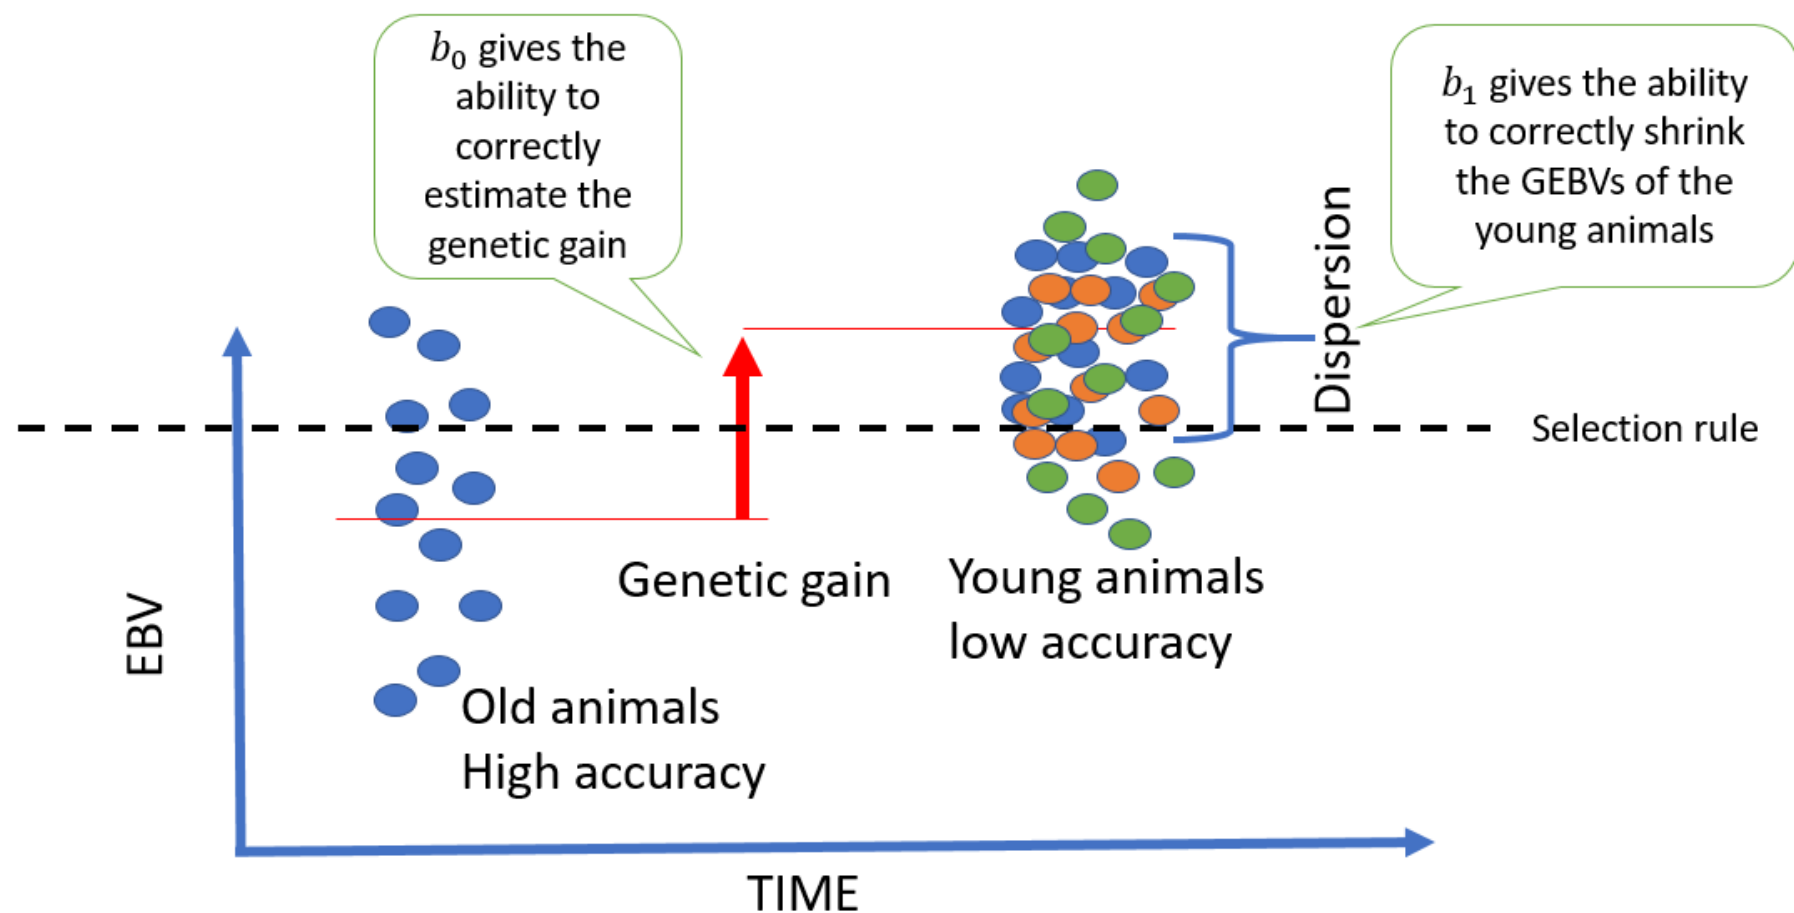 b₀ gives the
ability to
correctly
estimate the
genetic gain
b₁ gives the ability
to correctly shrink
the GEBVs of the
young animals
Dispersion
Selection rule
Genetic gain
Young animals
low accuracy
EBV
Old animals
High accuracy
TIME